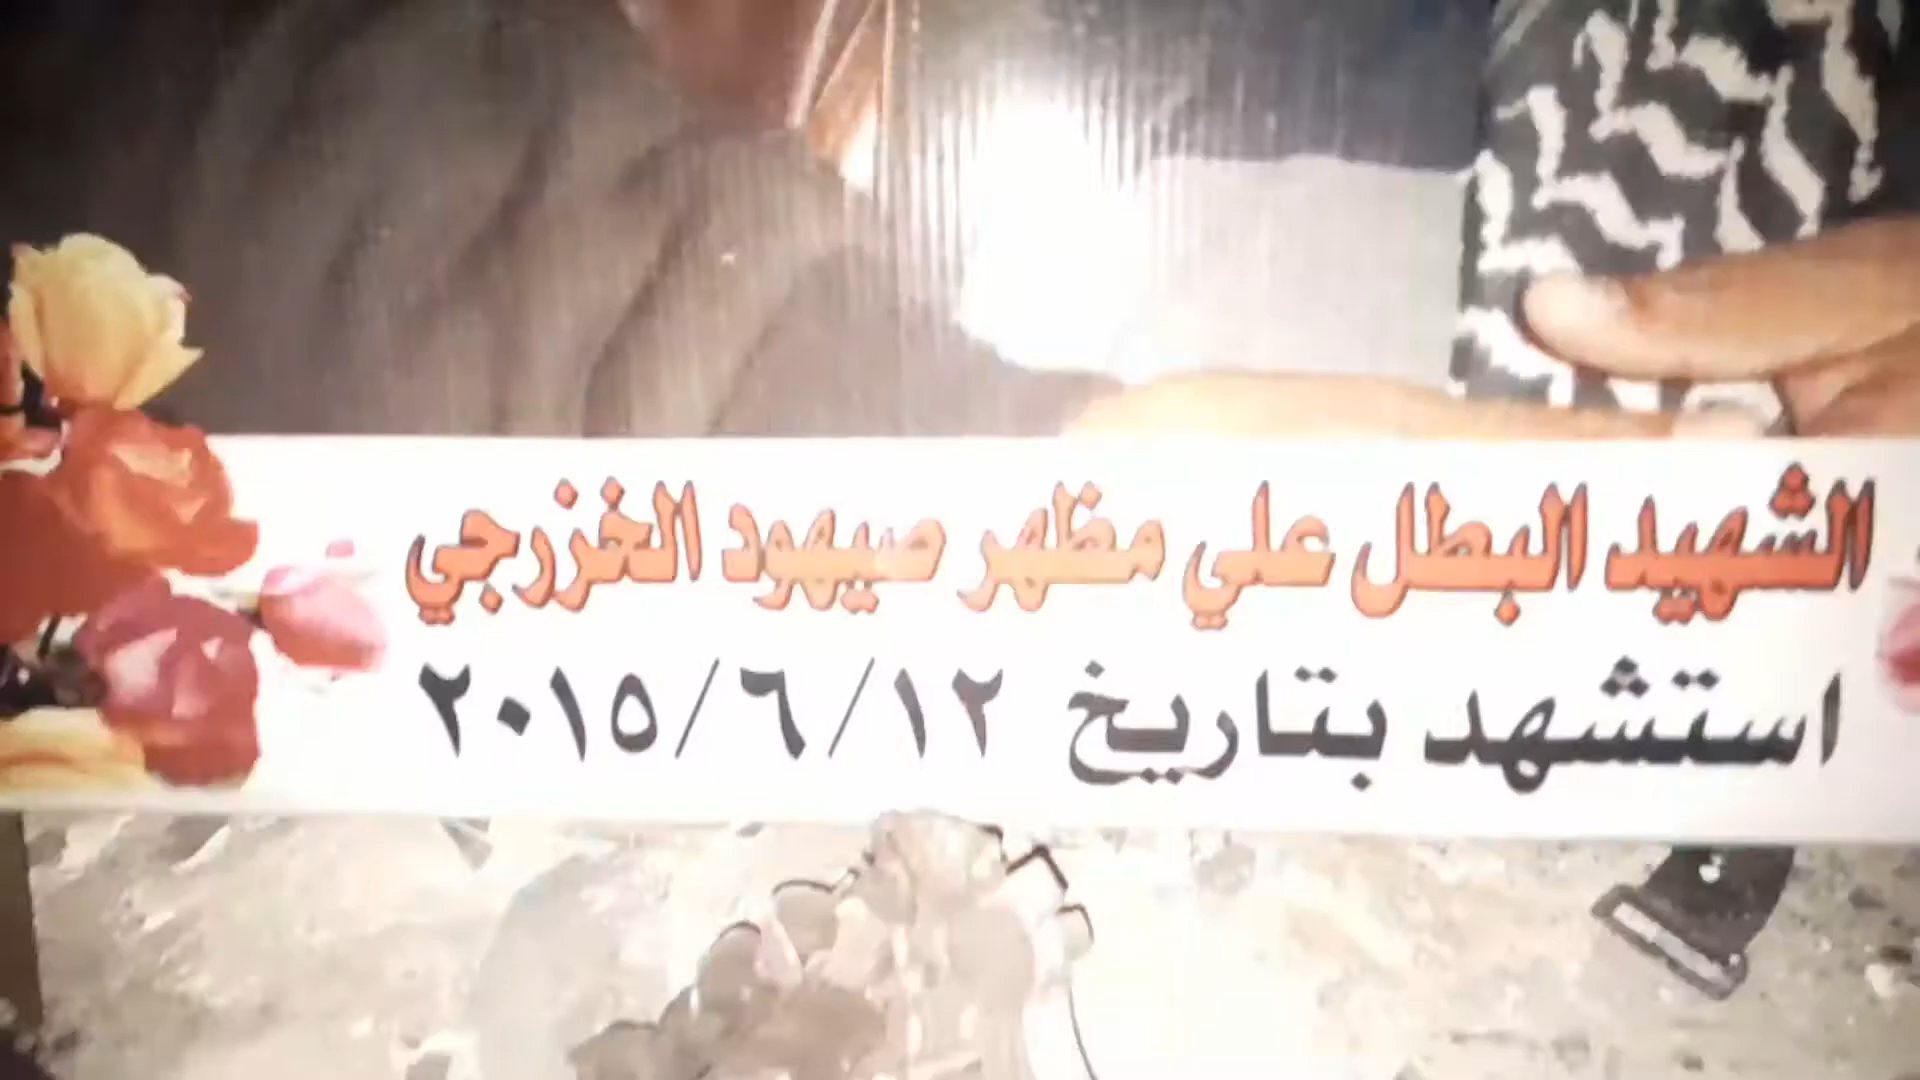 الشهيد البطل علي مظهر صيهود الخزرجي
استشهد بتاريخ ٢٠١٥/٦/١٢